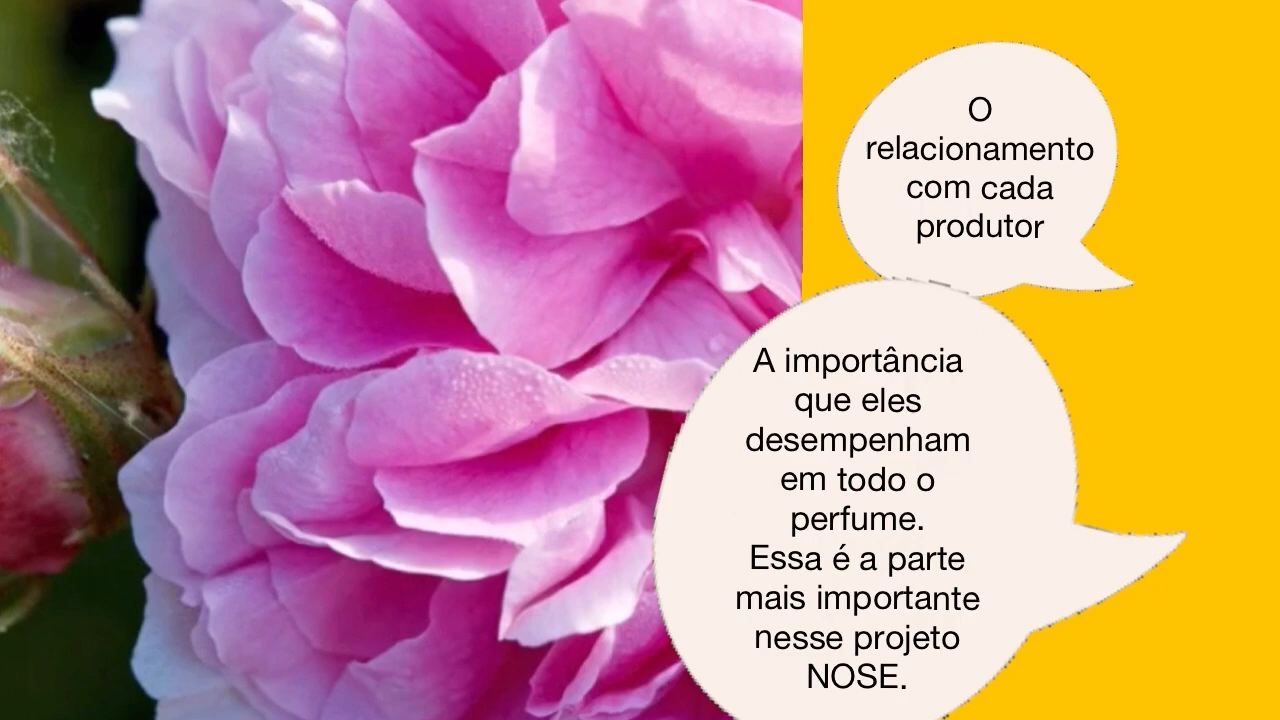 O
relacionamento
com cada
produtor
A importância
que eles
desempenham
em todo o
perfume.
Essa é a parte
mais importante
nesse projeto
NOSE.